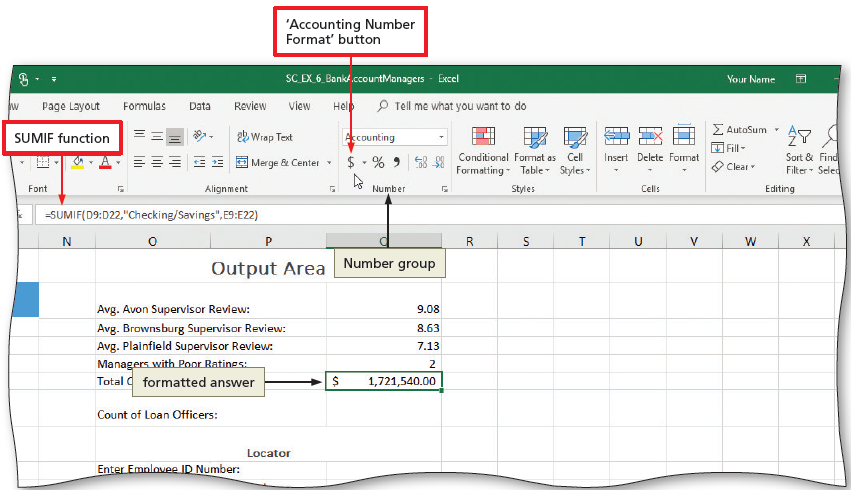 ‘Accounting Number
Format’ button
SC_EX_6_BankAccountManagers - Excel
Your Name
Page Layout Formulas Data Review View Help Tell me what you want to do
SUMIF function
Wrap Text
Merge & Center
Accounting
$ % ,
Conditional
Formatting
Format as
Table
Cell
Styles
Insert Delete Format
AutoSum
Fill
Clear
Sort &
Filter
Font Alignment Number Styles Cells Editing
=SUMIF(D9:D22,"Checking/Savings",E9:E22)
N O P Q R S T U V W X
Output Area
Number group
Avg. Avon Supervisor Review: 9.08
Avg. Brownsburg Supervisor Review: 8.63
Avg. Plainfield Supervisor Review: 7.13
Managers with Poor Ratings: 2
Total
formatted answer
$ 1,721,540.00
Count of Loan Officers:
Locator
Enter Employee ID Number: